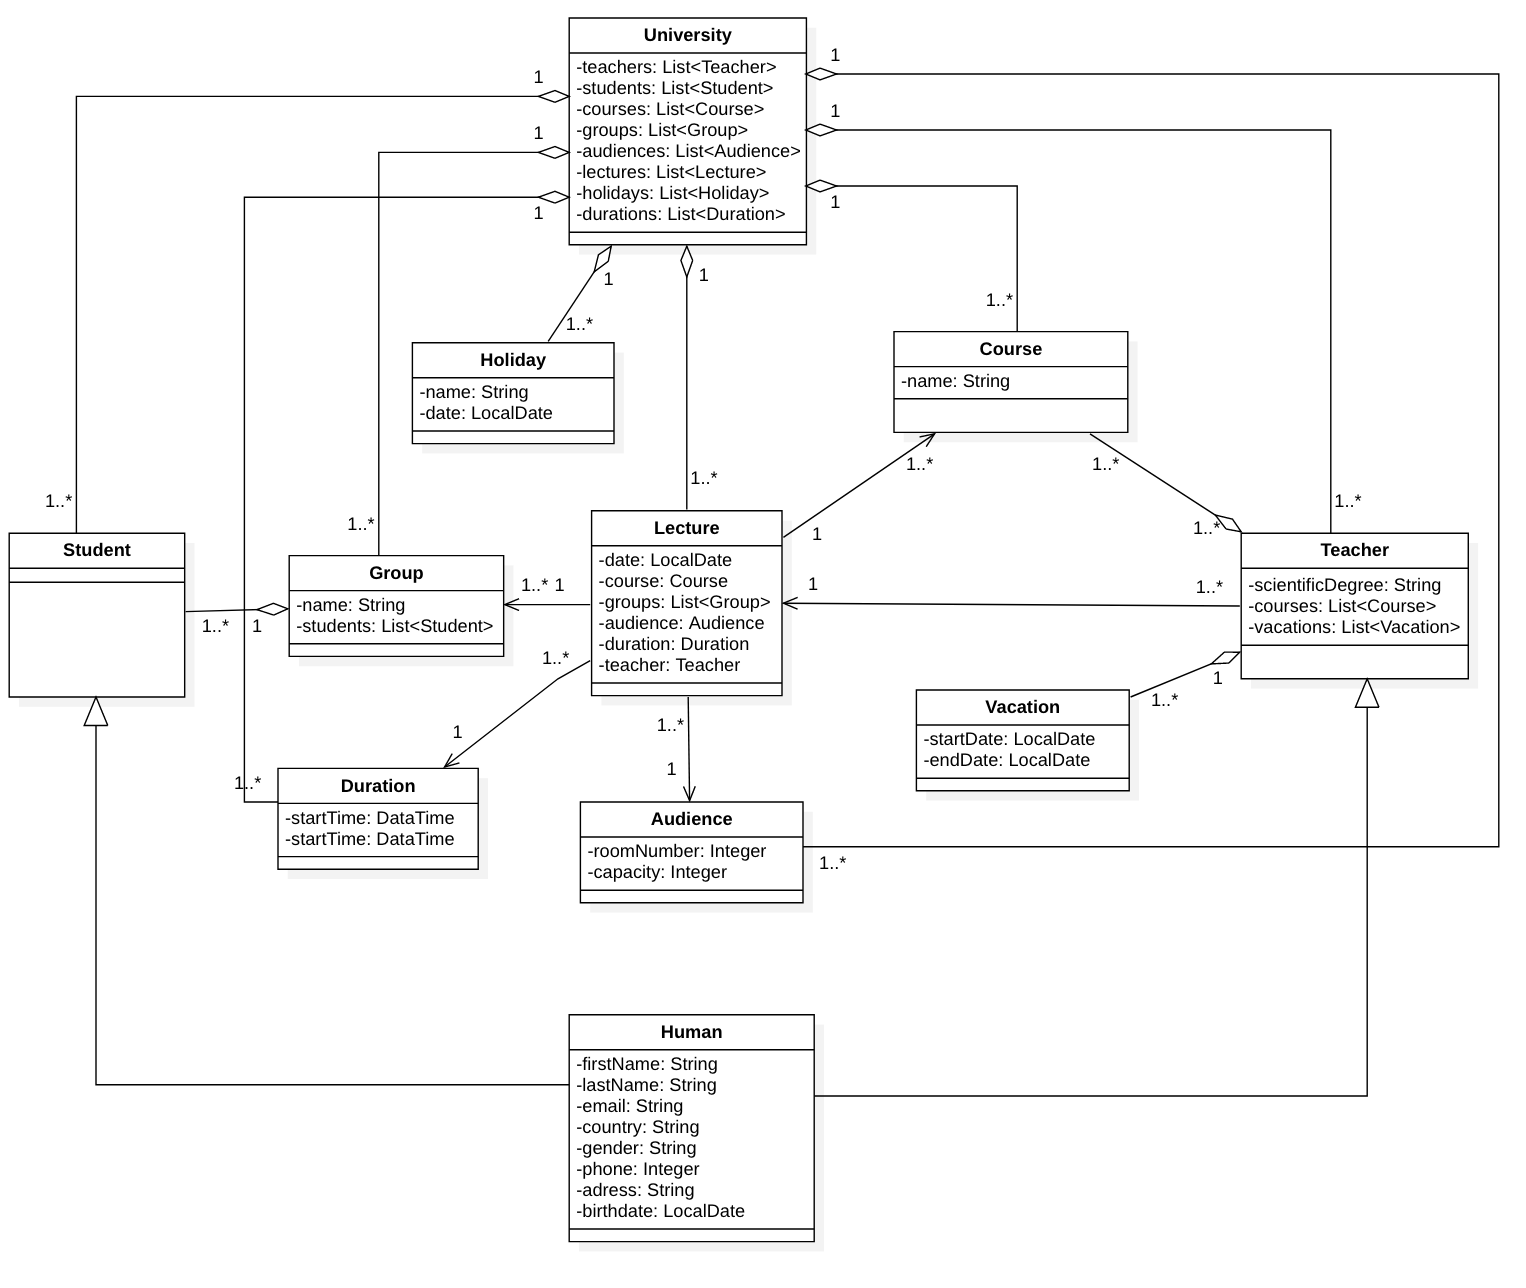 University
-teachers: List<Teacher>
-students: List<Student>
-courses: List<Course>
-groups: List<Group>
-audiences: List<Audience>
-lectures: List<Lecture>
-holidays: List<Holiday>
-durations: List<Duration>
1
1
1
1
1
1
1
1
1..*
1..*
Holiday
-name: String
-date: LocalDate
Course
-name: String
1..*
1..*
1..*
1..*
1..*
1..*
Student
Group
-name: String
-students: List<Student>
1..*
1
Lecture
-date: LocalDate
-course: Course
-groups: List<Group>
-audience: Audience
-duration: Duration
-teacher: Teacher
1..*
1
1
1
1..*
1..*
Teacher
-scientificDegree: String
-courses: List<Course>
-vacations: List<Vacation>
1..*
1
1..*
1
1..*
1
Vacation
-startDate: LocalDate
-endDate: LocalDate
1..*
Duration
-startTime: DataTime
-startTime: DataTime
Audience
-roomNumber: Integer
-capacity: Integer
1..*
Human
-firstName: String
-lastName: String
-email: String
-country: String
-gender: String
-phone: Integer
-adress: String
-birthdate: LocalDate